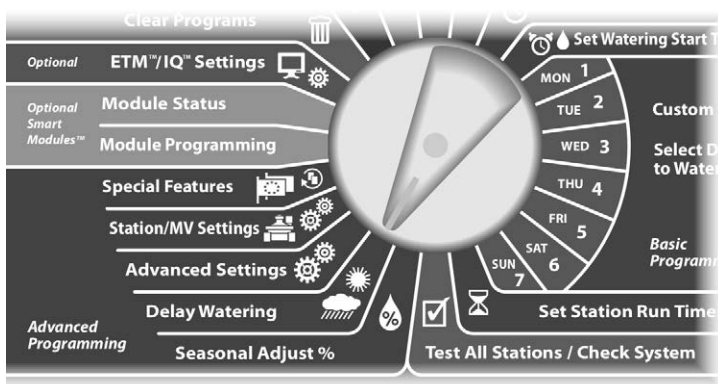 Clear Programs
Optional
ETM™/IQ™ Settings
Optional
Smart
Modules™
Module Status
Module Programming
Special Features
Station/MV Settings
Advanced Settings
Delay Watering
Advanced
Programming
Seasonal Adjust %
%
Test All Stations / Check System
Set Station Run Time
Set Watering Start T
MON 1
TUE 2
WED 3
THU 4
FRI 5
SAT 6
SUN 7
Custom
Select D
to Water
Basic
Programm